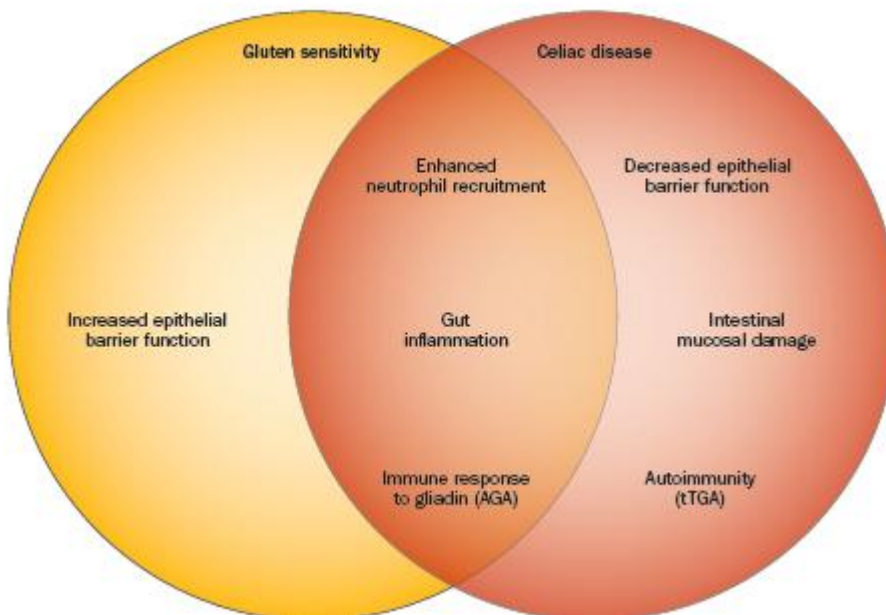 Gluten sensitivity
Celiac disease
Enhanced
neutrophil recruitment
Decreased epithelial
barrier function
Increased epithelial
barrier function
Gut
inflammation
Intestinal
mucosal damage
Immune response
to gliadin (AGA)
Autoimmunity
(tTGA)